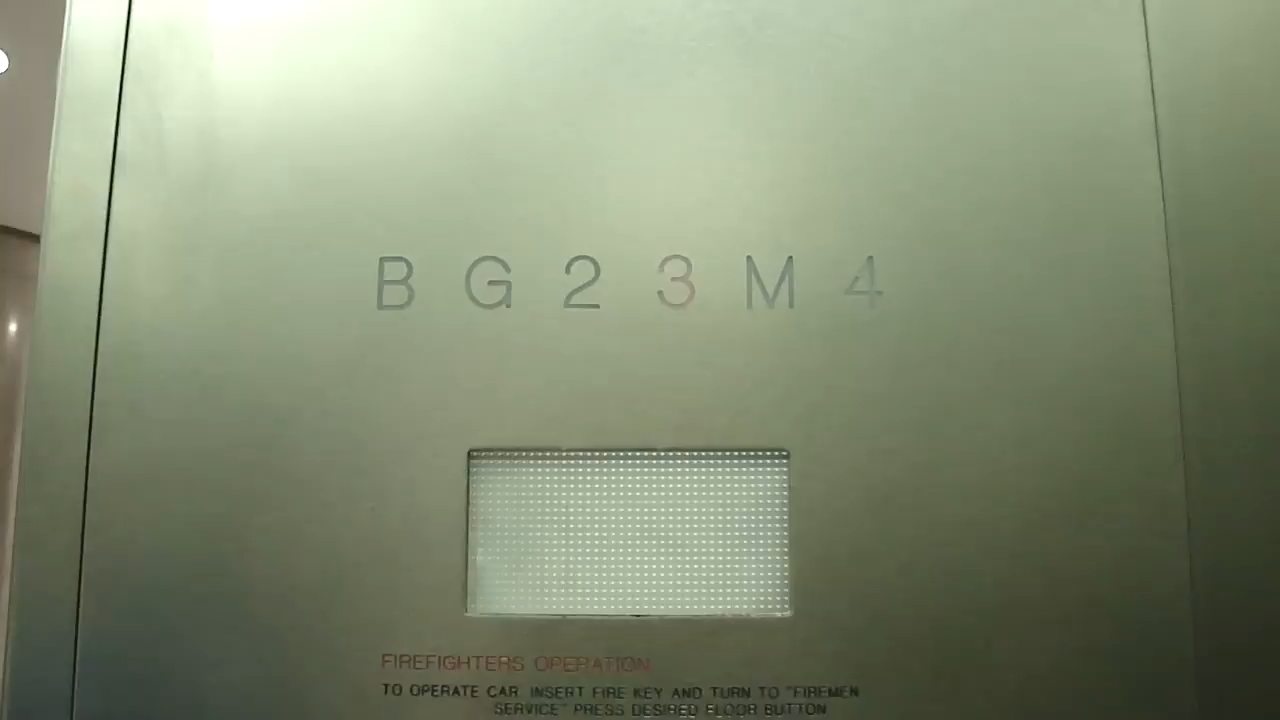 B G 2 3 M 4
FIREFIGHTERS OPERATION
TO OPERATE CAR INSERT FIRE KEY AND TURN TO "FIREMEN
SERVICE" PRESS DESIRED FLOOR BUTTON